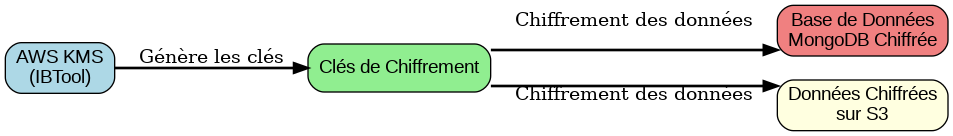 AWS KMS
(IBTool)
Génère les clés
Clés de Chiffrement
Chiffrement des données
Base de Données
MongoDB Chiffrée
Chiffrement des données
Données Chiffrées
sur S3